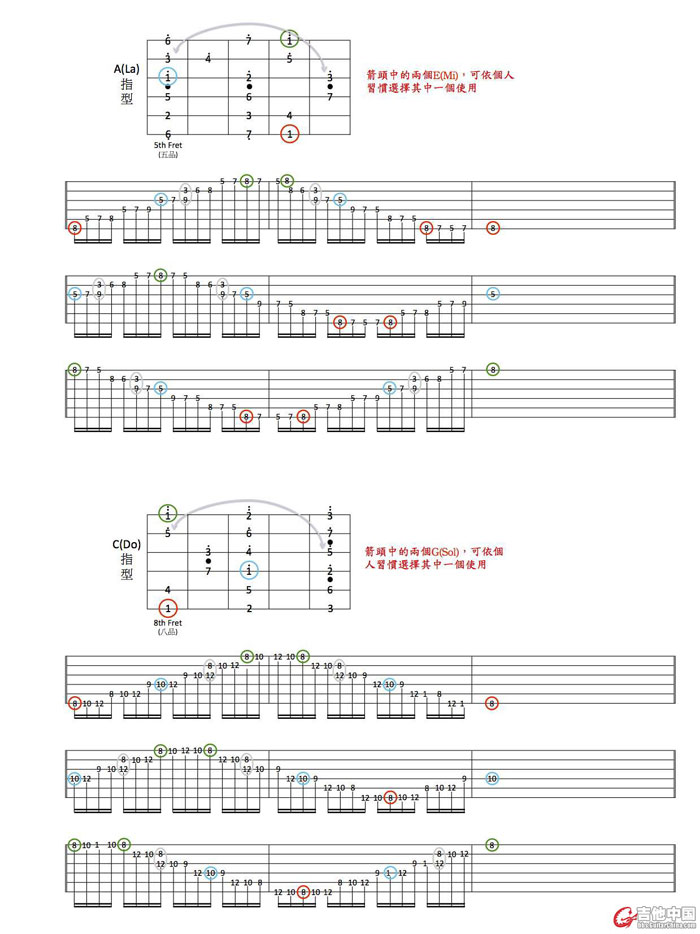 6 7 1
3 4 5
A(La)
指
型
1 2 3
5 6 7
2 3 4
6 7 1
5th Fret
(五品)
箭頭中的兩個E(Mi)，可依個人
習慣選擇其中一個使用
5 7 8 7 5 8
3 6 8 8 6 3
5 7 9 9 7 5
5 7 9 9 7 5
5 7 8 8 7 5
8 8 7 5 7 8
5 7 8 7 5
3 6 8 8 6 3
5 7 9 9 7 5 5
9 7 5 5 7 9
8 7 5 5 7 8
8 7 5 7 8
8 7 5 5 7 8
8 6 3 3 6 8
9 7 5 5 7 9
9 7 5 5 7 9
8 7 5 5 7 8
8 7 5 7 8
1 2 3
5 6 7
C(Do)
指
型
3 4 5
7 1 2
4 5 6
1 2 3
8th Fret
(八品)
箭頭中的兩個G(Sol)，可依個
人習慣選擇其中一個使用
8 10 12 10 8
8 10 12 12 10 8
9 10 12 12 10 9
9 10 12 12 10 9
8 10 12 12 1 8
8 10 12 12 1 8
8 10 12 10 8
8 10 12 12 10 8
9 10 12 12 10 9
10 12 12 10 9 9 10
12 10 8 8 10 12
12 10 8 10 12
8 10 1 10 8 8
12 10 8 8 10 12
12 10 9 9 1 12
12 10 9 9 1 12
12 10 8 8 10 12
12 10 8 10 12
吉他中国
bbs.GuitarChina.com